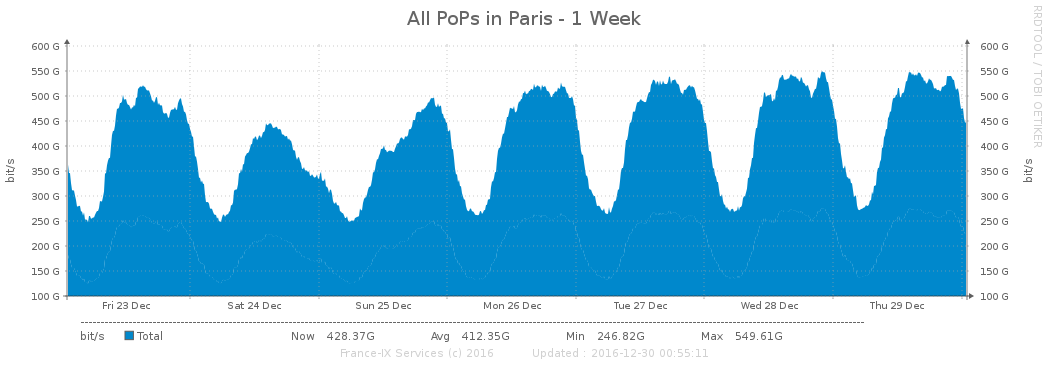 All PoPs in Paris - 1 Week
RRDTOOL / TOBI OETIKER
bit/s
600 G 600 G
550 G 550 G
500 G 500 G
450 G 450 G
400 G 400 G
350 G 350 G
300 G 300 G
250 G 250 G
200 G 200 G
150 G 150 G
100 G 100 G
bit/s
Fri 23 Dec Sat 24 Dec Sun 25 Dec Mon 26 Dec Tue 27 Dec Wed 28 Dec Thu 29 Dec
bit/s Total Now 428.37G Avg 412.35G Min 246.82G Max 549.61G
France-IX Services (c) 2016 Updated : 2016-12-30 00:55:11